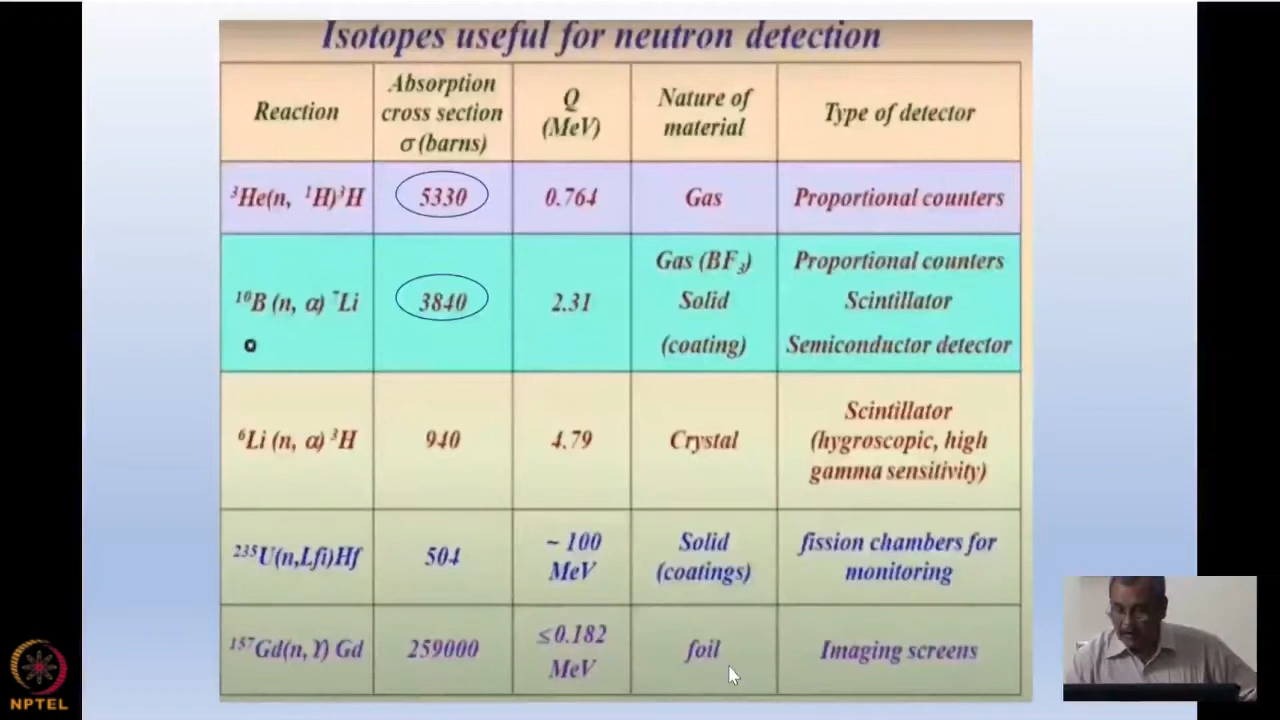 Isotopes useful for neutron detection
Reaction
Absorption
cross section
σ (barns)
Q
(MeV)
Nature of
material
Type of detector
³He(n, ¹H)³H
5330
0.764
Gas
Proportional counters
¹⁰B (n, α) ⁷Li
3840
2.31
Gas (BF₃)
Solid
(coating)
Proportional counters
Scintillator
Semiconductor detector
⁶Li (n, α) ³H
940
4.79
Crystal
Scintillator
(hygroscopic, high
gamma sensitivity)
²³⁵U(n,Lfi)Hf
504
~ 100
MeV
Solid
(coatings)
fission chambers for
monitoring
¹⁵⁷Gd(n,ϒ) Gd
259000
≤0.182
MeV
foil
Imaging screens
NPTEL